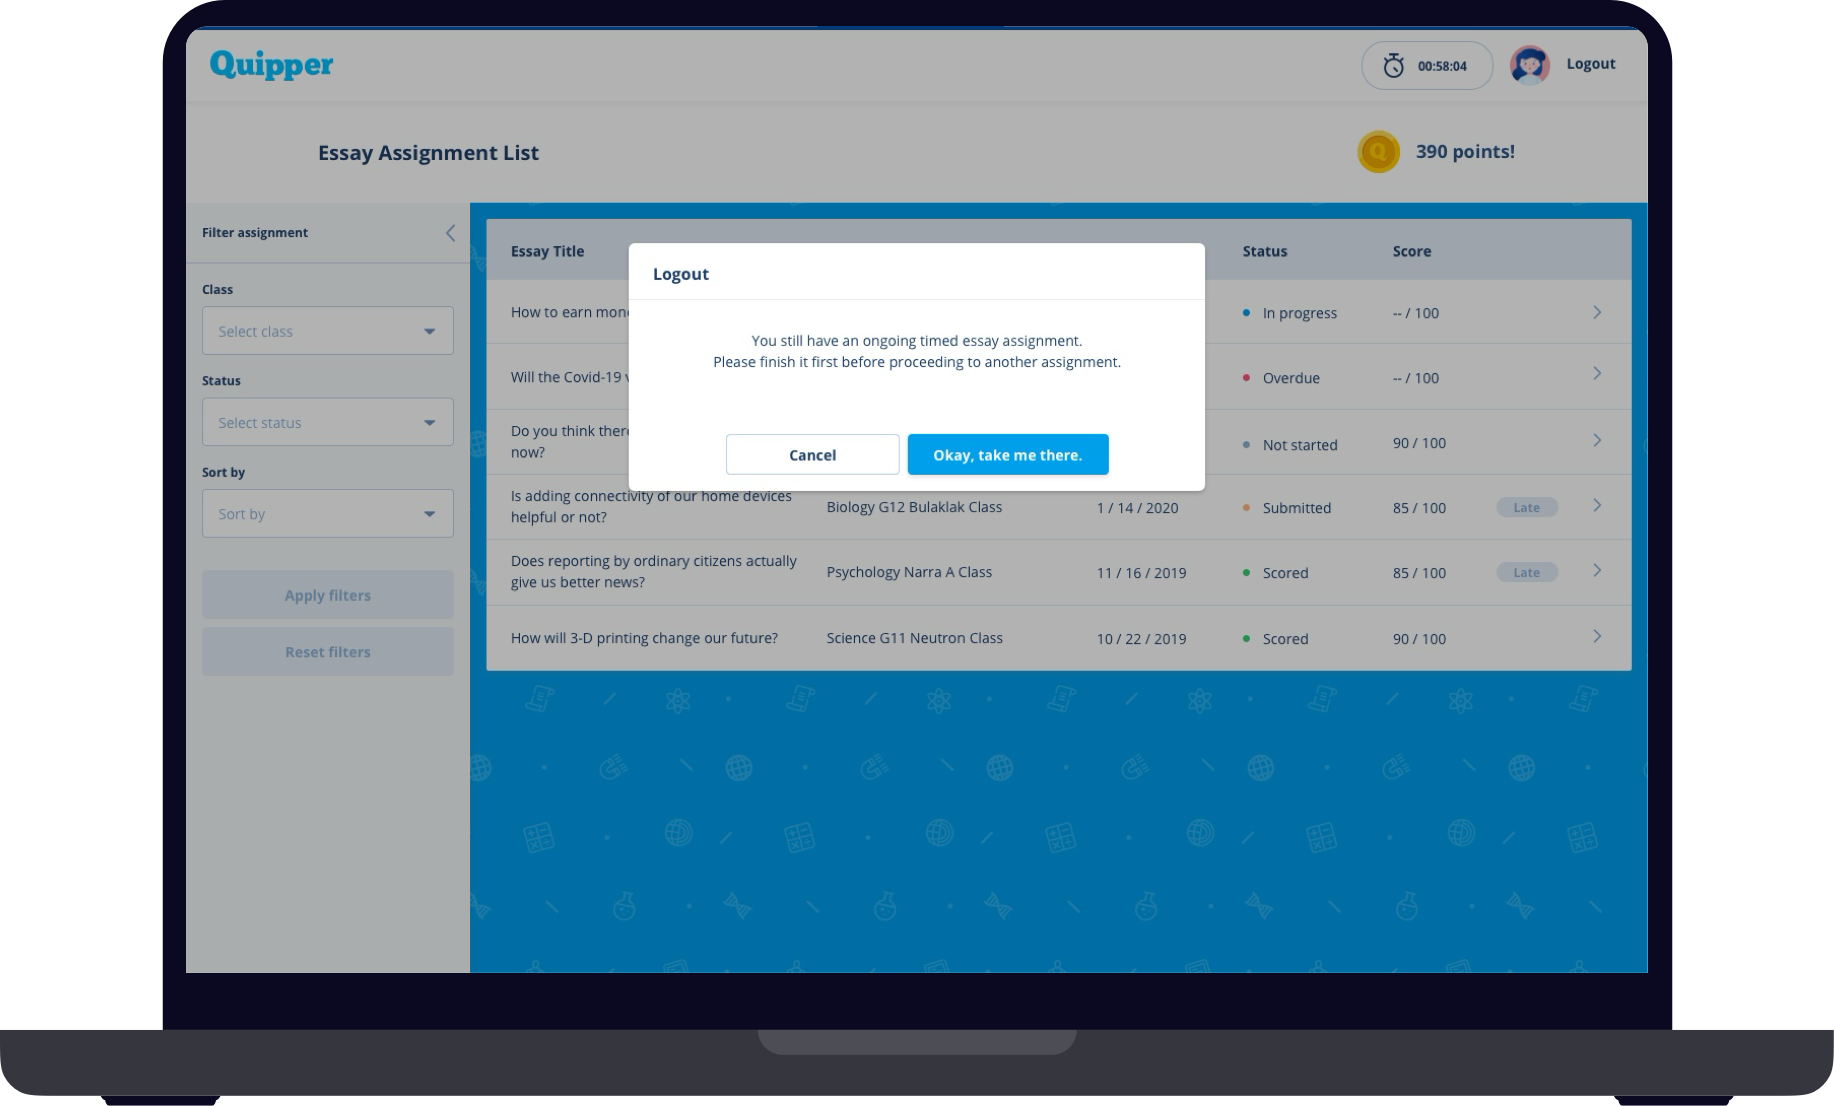 Quipper
00:58:04
Logout
Essay Assignment List
390 points!
Filter assignment
Class
Select class
Status
Select status
Sort by
Sort by
Apply filters
Reset filters
Essay Title
Status
Score
How to earn
In progress
-- / 100
Will the Covid-19
Overdue
-- / 100
Do you think
now?
Not started
90 / 100
Is adding connectivity of our home devices
helpful or not?
Biology G12 Bulaklak Class
1 / 14 / 2020
Submitted
85 / 100
Late
Does reporting by ordinary citizens actually
give us better news?
Psychology Narra A Class
11 / 16 / 2019
Scored
85 / 100
Late
How will 3-D printing change our future?
Science G11 Neutron Class
10 / 22 / 2019
Scored
90 / 100
Logout
You still have an ongoing timed essay assignment.
Please finish it first before proceeding to another assignment.
Cancel
Okay, take me there.